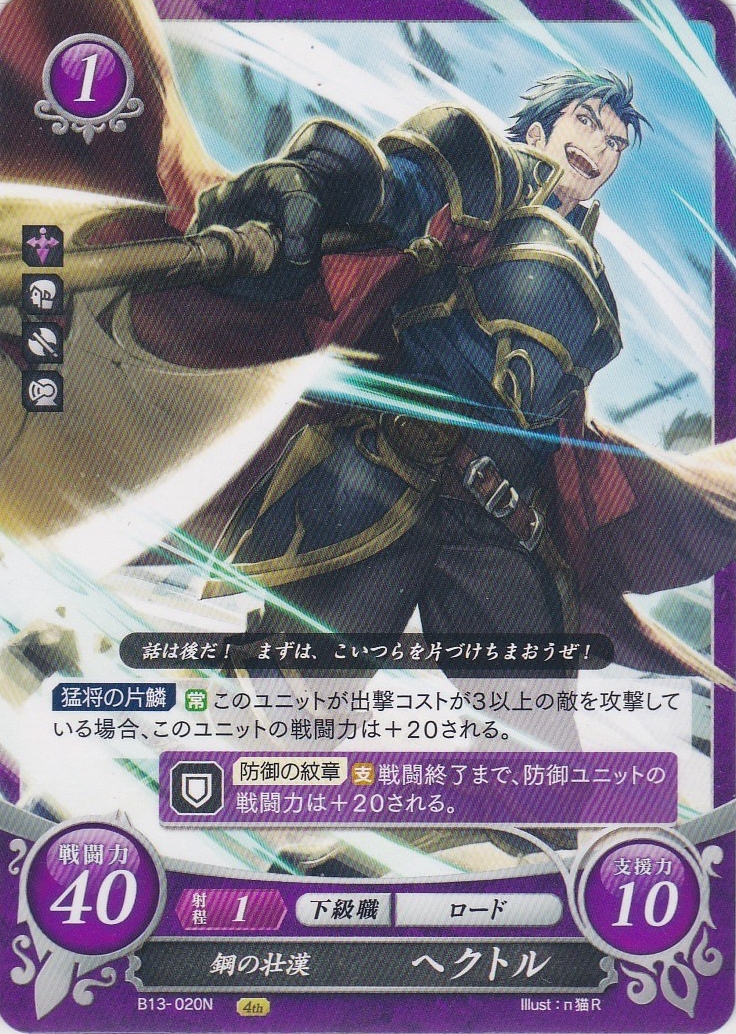 1
話は後だ！ まずは、こいつらを片づけちまおうぜ！
猛将の片鱗 常 このユニットが出撃コストが3以上の敵を攻撃して
いる場合、このユニットの戦闘力は＋20される。
防御の紋章 支 戦闘終了まで、防御ユニットの
戦闘力は＋20される。
戦闘力
40
射程 1 下級職 ロード
支援力
10
鋼の壮漢 ヘクトル
B13-020N 4th Illust：п猫R